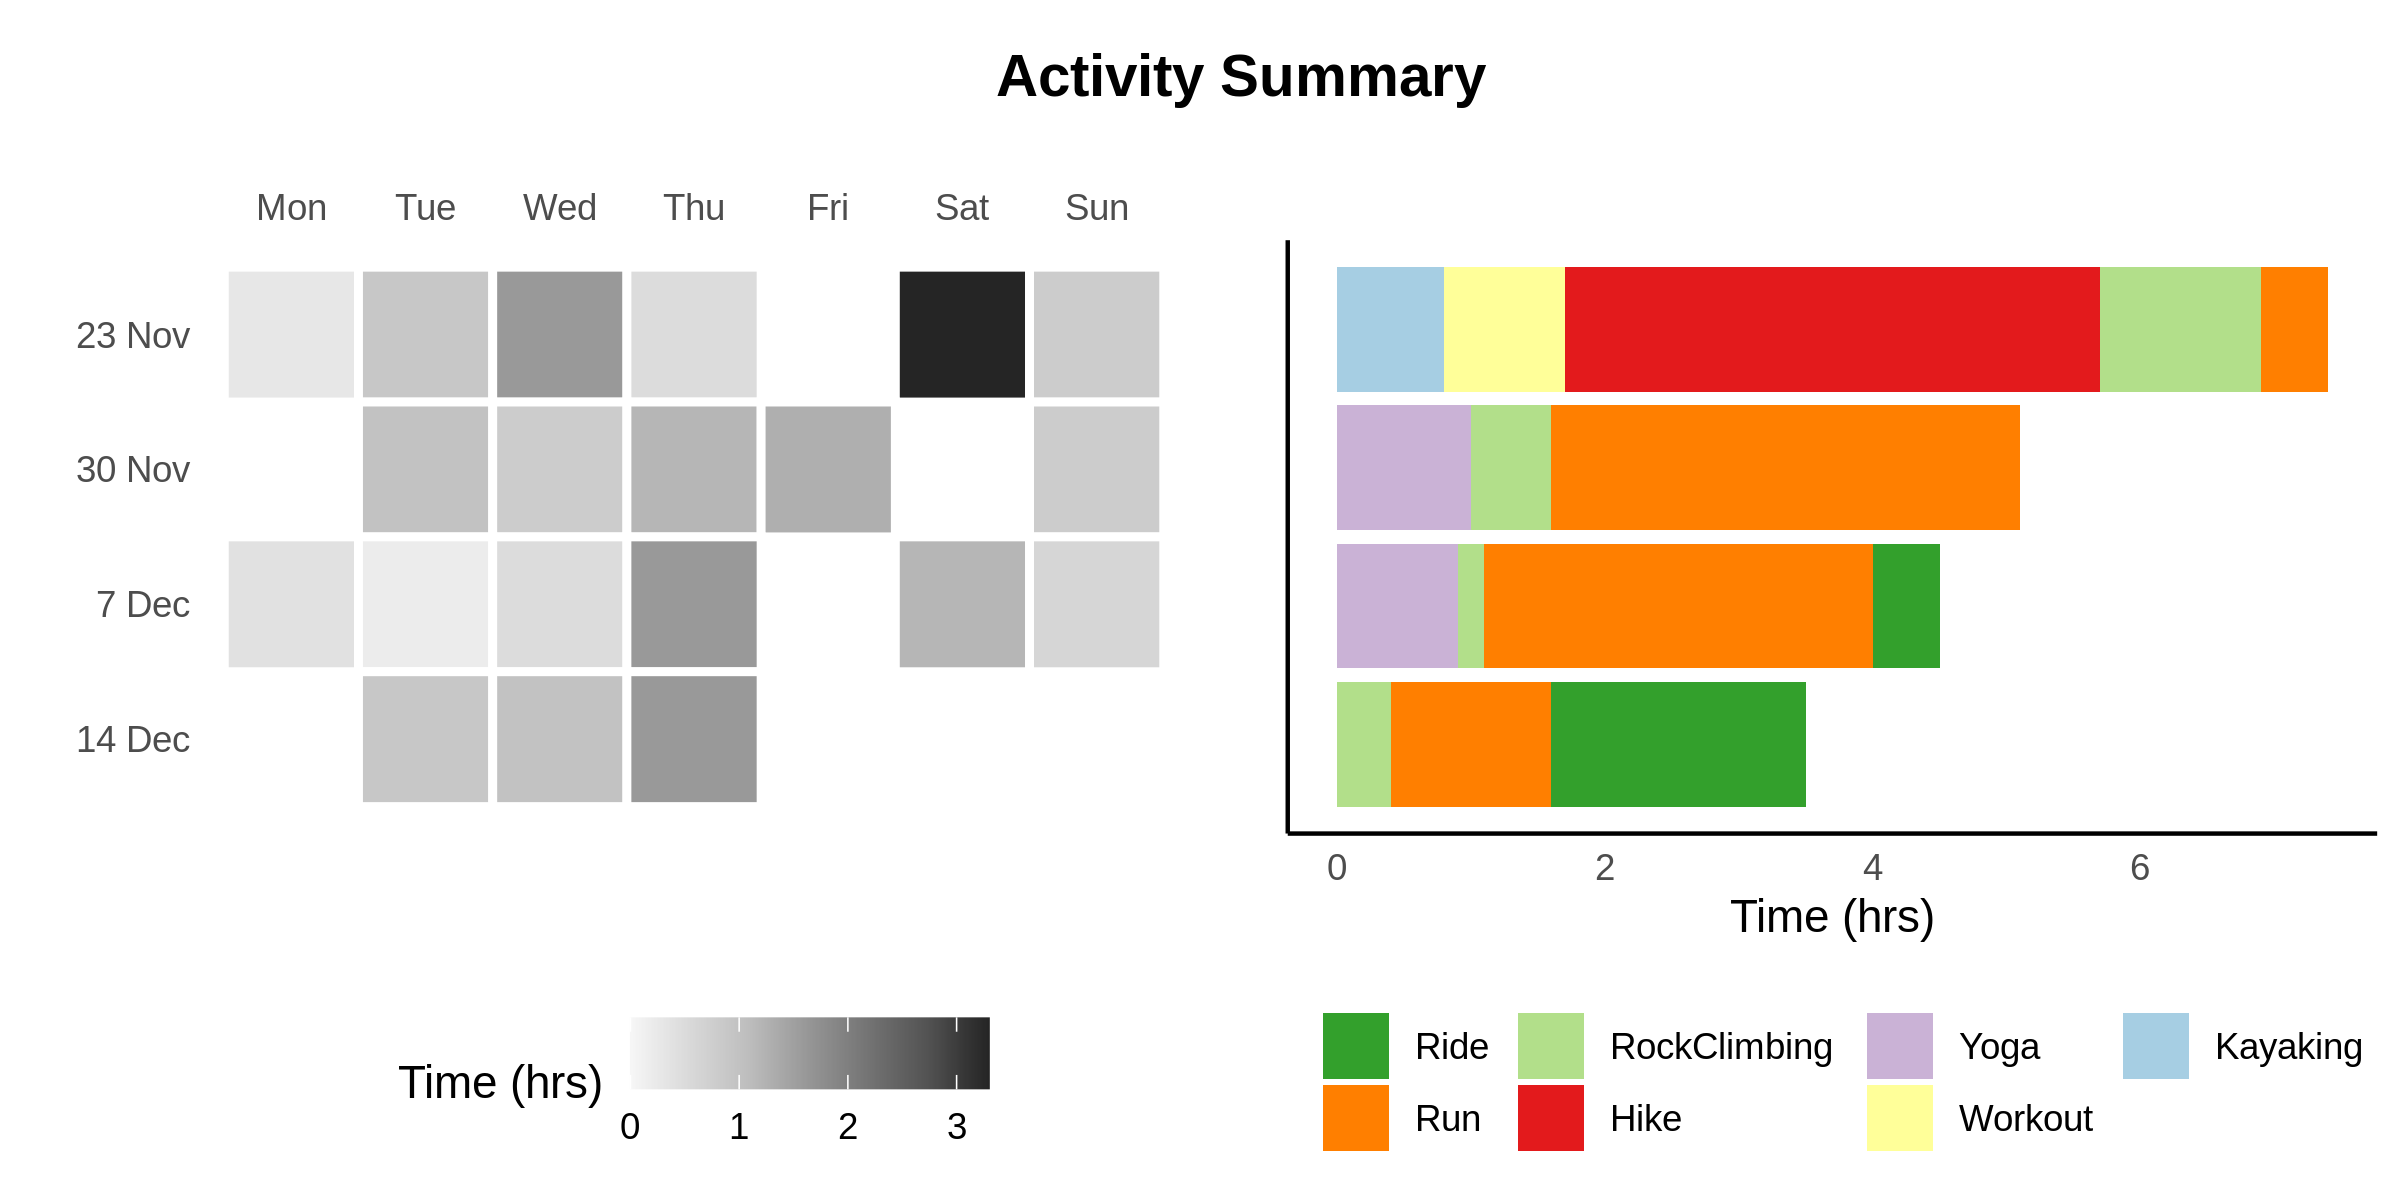 Activity Summary
Mon Tue Wed Thu Fri Sat Sun
23 Nov
30 Nov
7 Dec
14 Dec
0 2 4 6
Time (hrs)
Time (hrs)
0 1 2 3
Ride RockClimbing Yoga Kayaking
Run Hike Workout